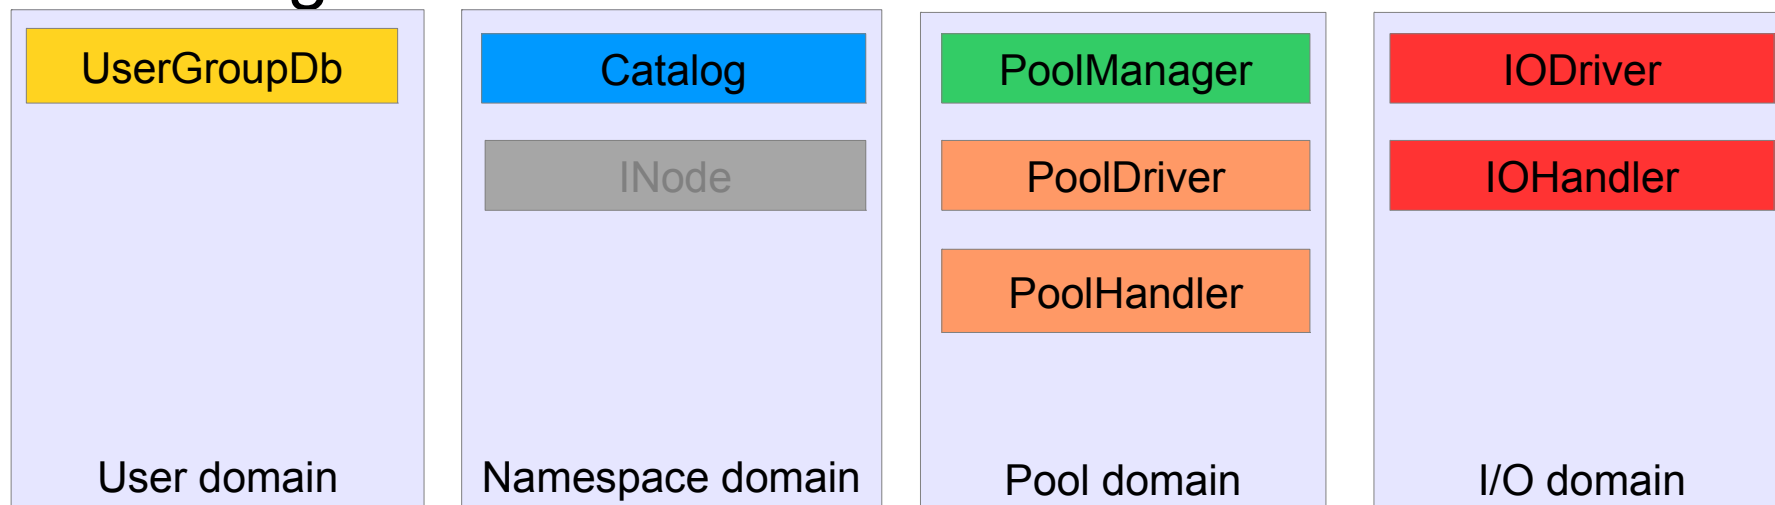 UserGroupDb
Catalog
INode
PoolManager
PoolDriver
PoolHandler
IODriver
IOHandler
User domain
Namespace domain
Pool domain
I/O domain